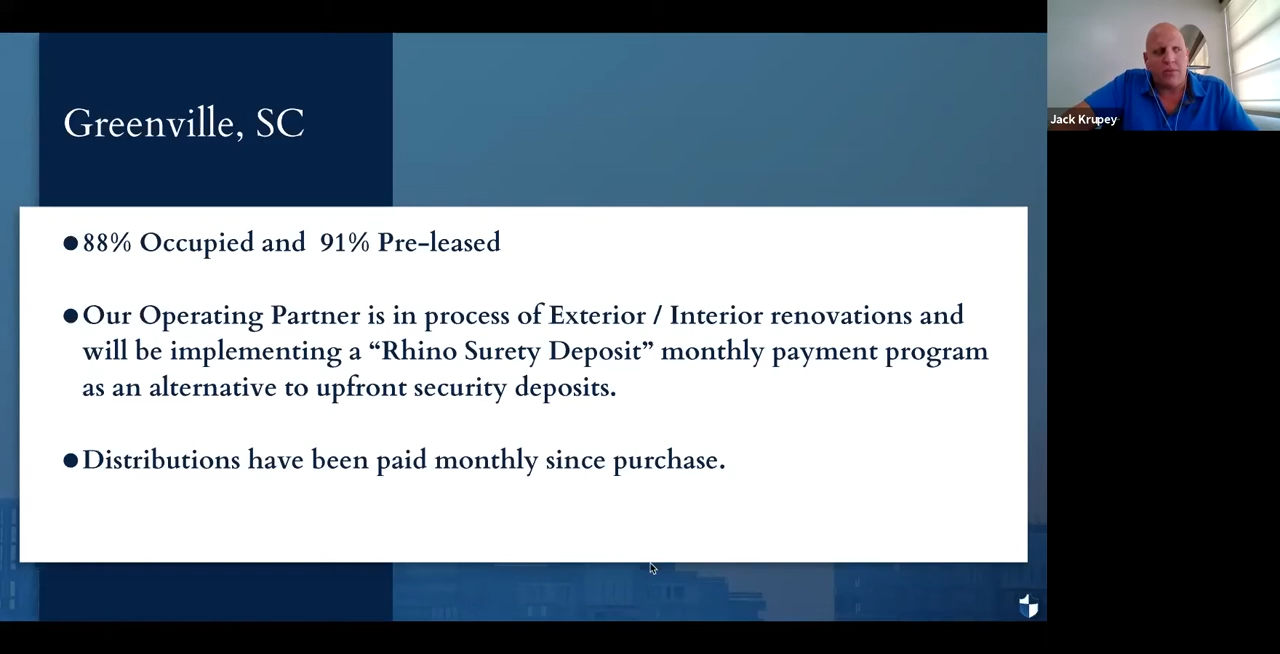 Greenville, SC
●88% Occupied and 91% Pre-leased
●Our Operating Partner is in process of Exterior / Interior renovations and
will be implementing a “Rhino Surety Deposit” monthly payment program
as an alternative to upfront security deposits.
●Distributions have been paid monthly since purchase.
Jack Krupey